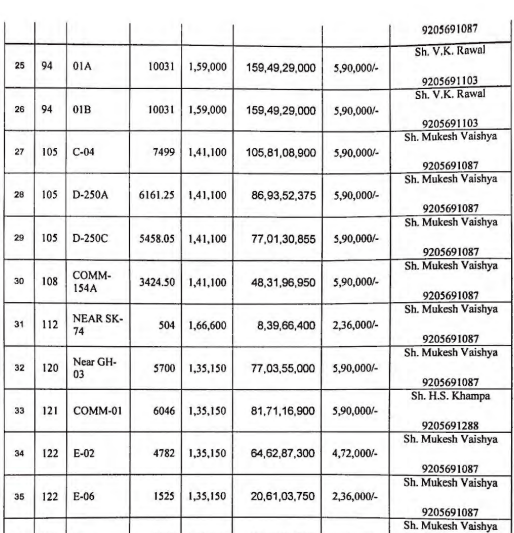 9205691087
25 94 01A 10031 1,59,000 159,49,29,000 5,90,000/- Sh. V.K. Rawal
9205691103
26 94 01B 10031 1,59,000 159,49,29,000 5,90,000/- Sh. V.K. Rawal
9205691103
27 105 C-04 7499 1,41,100 105,81,08,900 5,90,000/- Sh. Mukesh Vaishya
9205691087
28 105 D-250A 6161.25 1,41,100 86,93,52,375 5,90,000/- Sh. Mukesh Vaishya
9205691087
29 105 D-250C 5458.05 1,41,100 77,01,30,855 5,90,000/- Sh. Mukesh Vaishya
9205691087
30 108 COMM-
154A 3424.50 1,41,100 48,31,96,950 5,90,000/- Sh. Mukesh Vaishya
9205691087
31 112 NEAR SK-
74 504 1,66,600 8,39,66,400 2,36,000/- Sh. Mukesh Vaishya
9205691087
32 120 Near GH-
03 5700 1,35,150 77,03,55,000 5,90,000/- Sh. Mukesh Vaishya
9205691087
33 121 COMM-01 6046 1,35,150 81,71,16,900 5,90,000/- Sh. H.S. Khampa
9205691288
34 122 E-02 4782 1,35,150 64,62,87,300 4,72,000/- Sh. Mukesh Vaishya
9205691087
35 122 E-06 1525 1,35,150 20,61,03,750 2,36,000/- Sh. Mukesh Vaishya
9205691087
Sh. Mukesh Vaishya